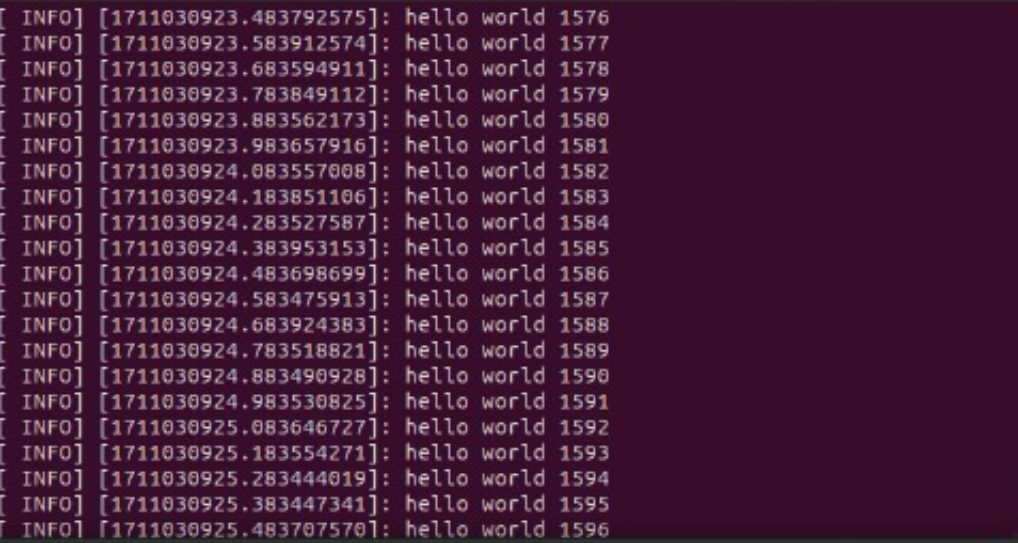 [ INFO] [1711030923.483792575]: hello world 1576
[ INFO] [1711030923.583912574]: hello world 1577
[ INFO] [1711030923.683594911]: hello world 1578
[ INFO] [1711030923.783849112]: hello world 1579
[ INFO] [1711030923.883562173]: hello world 1580
[ INFO] [1711030923.983657916]: hello world 1581
[ INFO] [1711030924.083557008]: hello world 1582
[ INFO] [1711030924.183851106]: hello world 1583
[ INFO] [1711030924.283527587]: hello world 1584
[ INFO] [1711030924.383953153]: hello world 1585
[ INFO] [1711030924.483698699]: hello world 1586
[ INFO] [1711030924.583475913]: hello world 1587
[ INFO] [1711030924.683924383]: hello world 1588
[ INFO] [1711030924.783518821]: hello world 1589
[ INFO] [1711030924.883490928]: hello world 1590
[ INFO] [1711030924.983530825]: hello world 1591
[ INFO] [1711030925.083646727]: hello world 1592
[ INFO] [1711030925.183554271]: hello world 1593
[ INFO] [1711030925.283444019]: hello world 1594
[ INFO] [1711030925.383447341]: hello world 1595
[ INFO] [1711030925.483707570]: hello world 1596